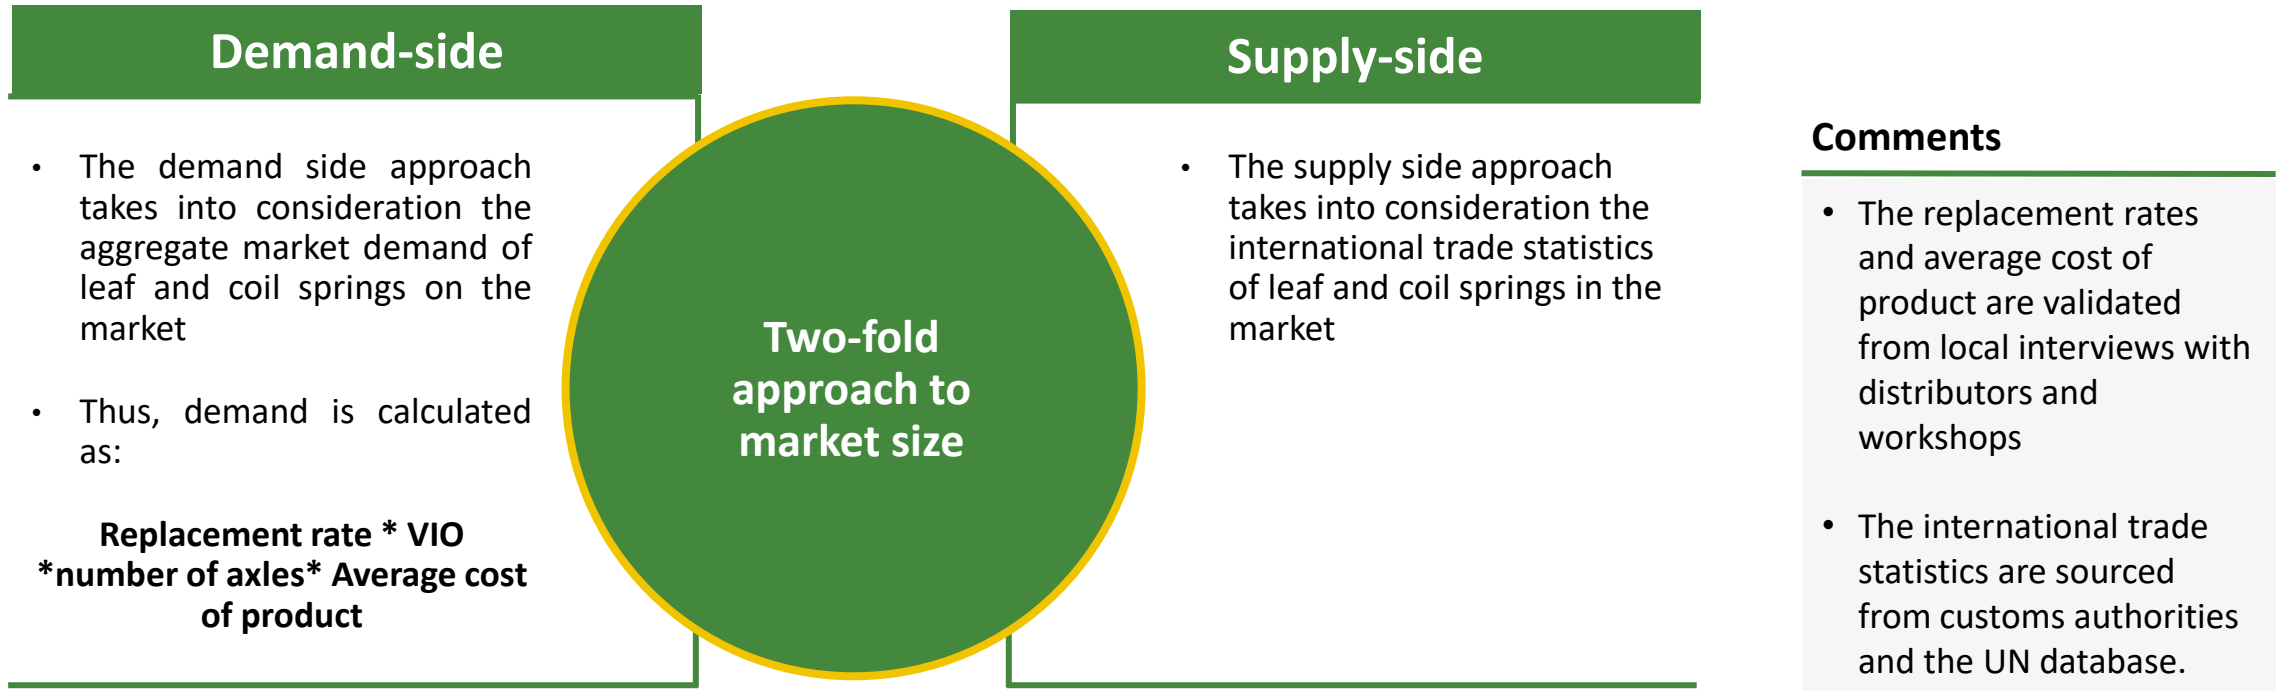 Demand-side
• The demand side approach
takes into consideration the
aggregate market demand of
leaf and coil springs on the
market
• Thus, demand is calculated
as:
Replacement rate * VIO
*number of axles* Average cost
of product
Two-fold
approach to
market size
Supply-side
• The supply side approach
takes into consideration the
international trade statistics
of leaf and coil springs in the
market
Comments
• The replacement rates
and average cost of
product are validated
from local interviews with
distributors and
workshops
• The international trade
statistics are sourced
from customs authorities
and the UN database.